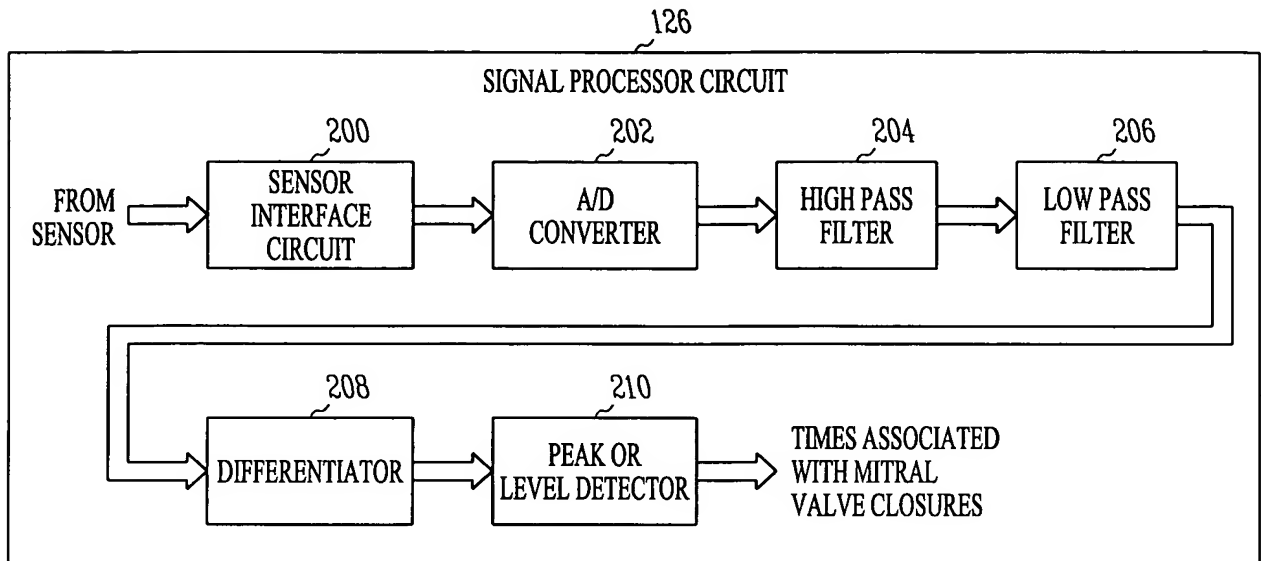 126
SIGNAL PROCESSOR CIRCUIT
200
202
204
206
FROM
SENSOR
SENSOR
INTERFACE
CIRCUIT
A/D
CONVERTER
HIGH PASS
FILTER
LOW PASS
FILTER
208
210
DIFFERENTIATOR
PEAK OR
LEVEL DETECTOR
TIMES ASSOCIATED
WITH MITRAL
VALVE CLOSURES